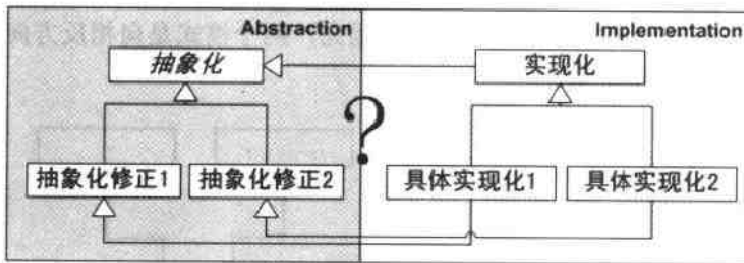 Abstraction
Implementation
抽象化
实现化
?
抽象化修正1
抽象化修正2
具体实现化1
具体实现化2